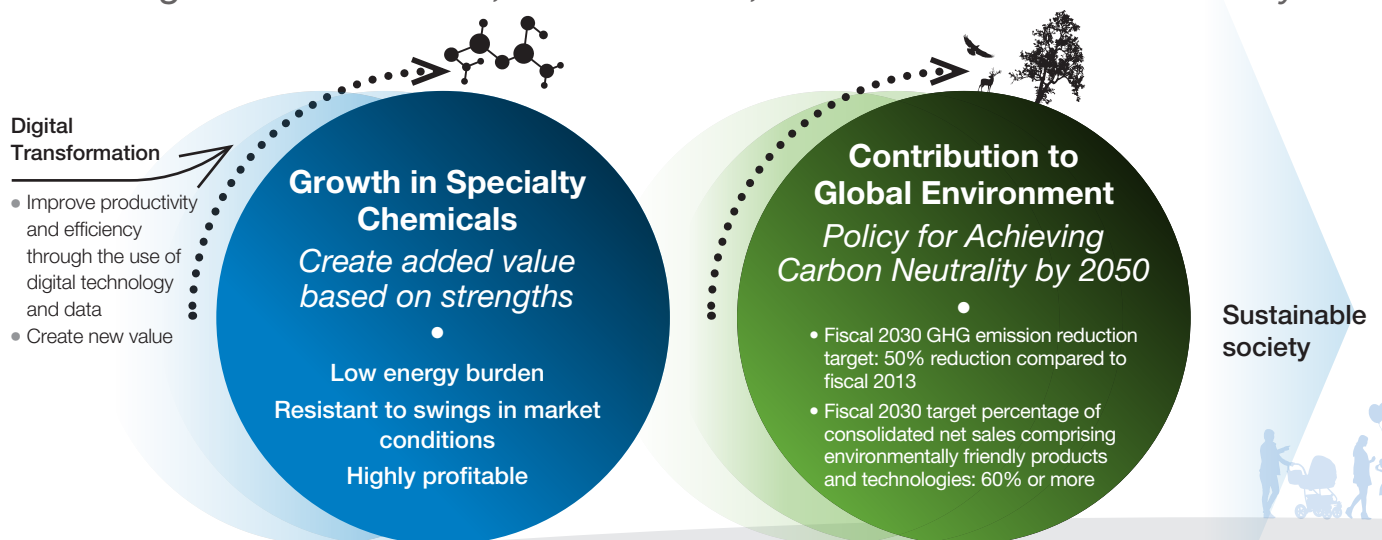 Digital
Transformation
• Improve productivity
and efficiency
through the use of
digital technology
and data
• Create new value
Growth in Specialty
Chemicals
Create added value
based on strengths
•
Low energy burden
Resistant to swings in market
conditions
Highly profitable
Contribution to
Global Environment
Policy for Achieving
Carbon Neutrality by 2050
•
• Fiscal 2030 GHG emission reduction
target: 50% reduction compared to
fiscal 2013
• Fiscal 2030 target percentage of
consolidated net sales comprising
environmentally friendly products
and technologies: 60% or more
Sustainable
society